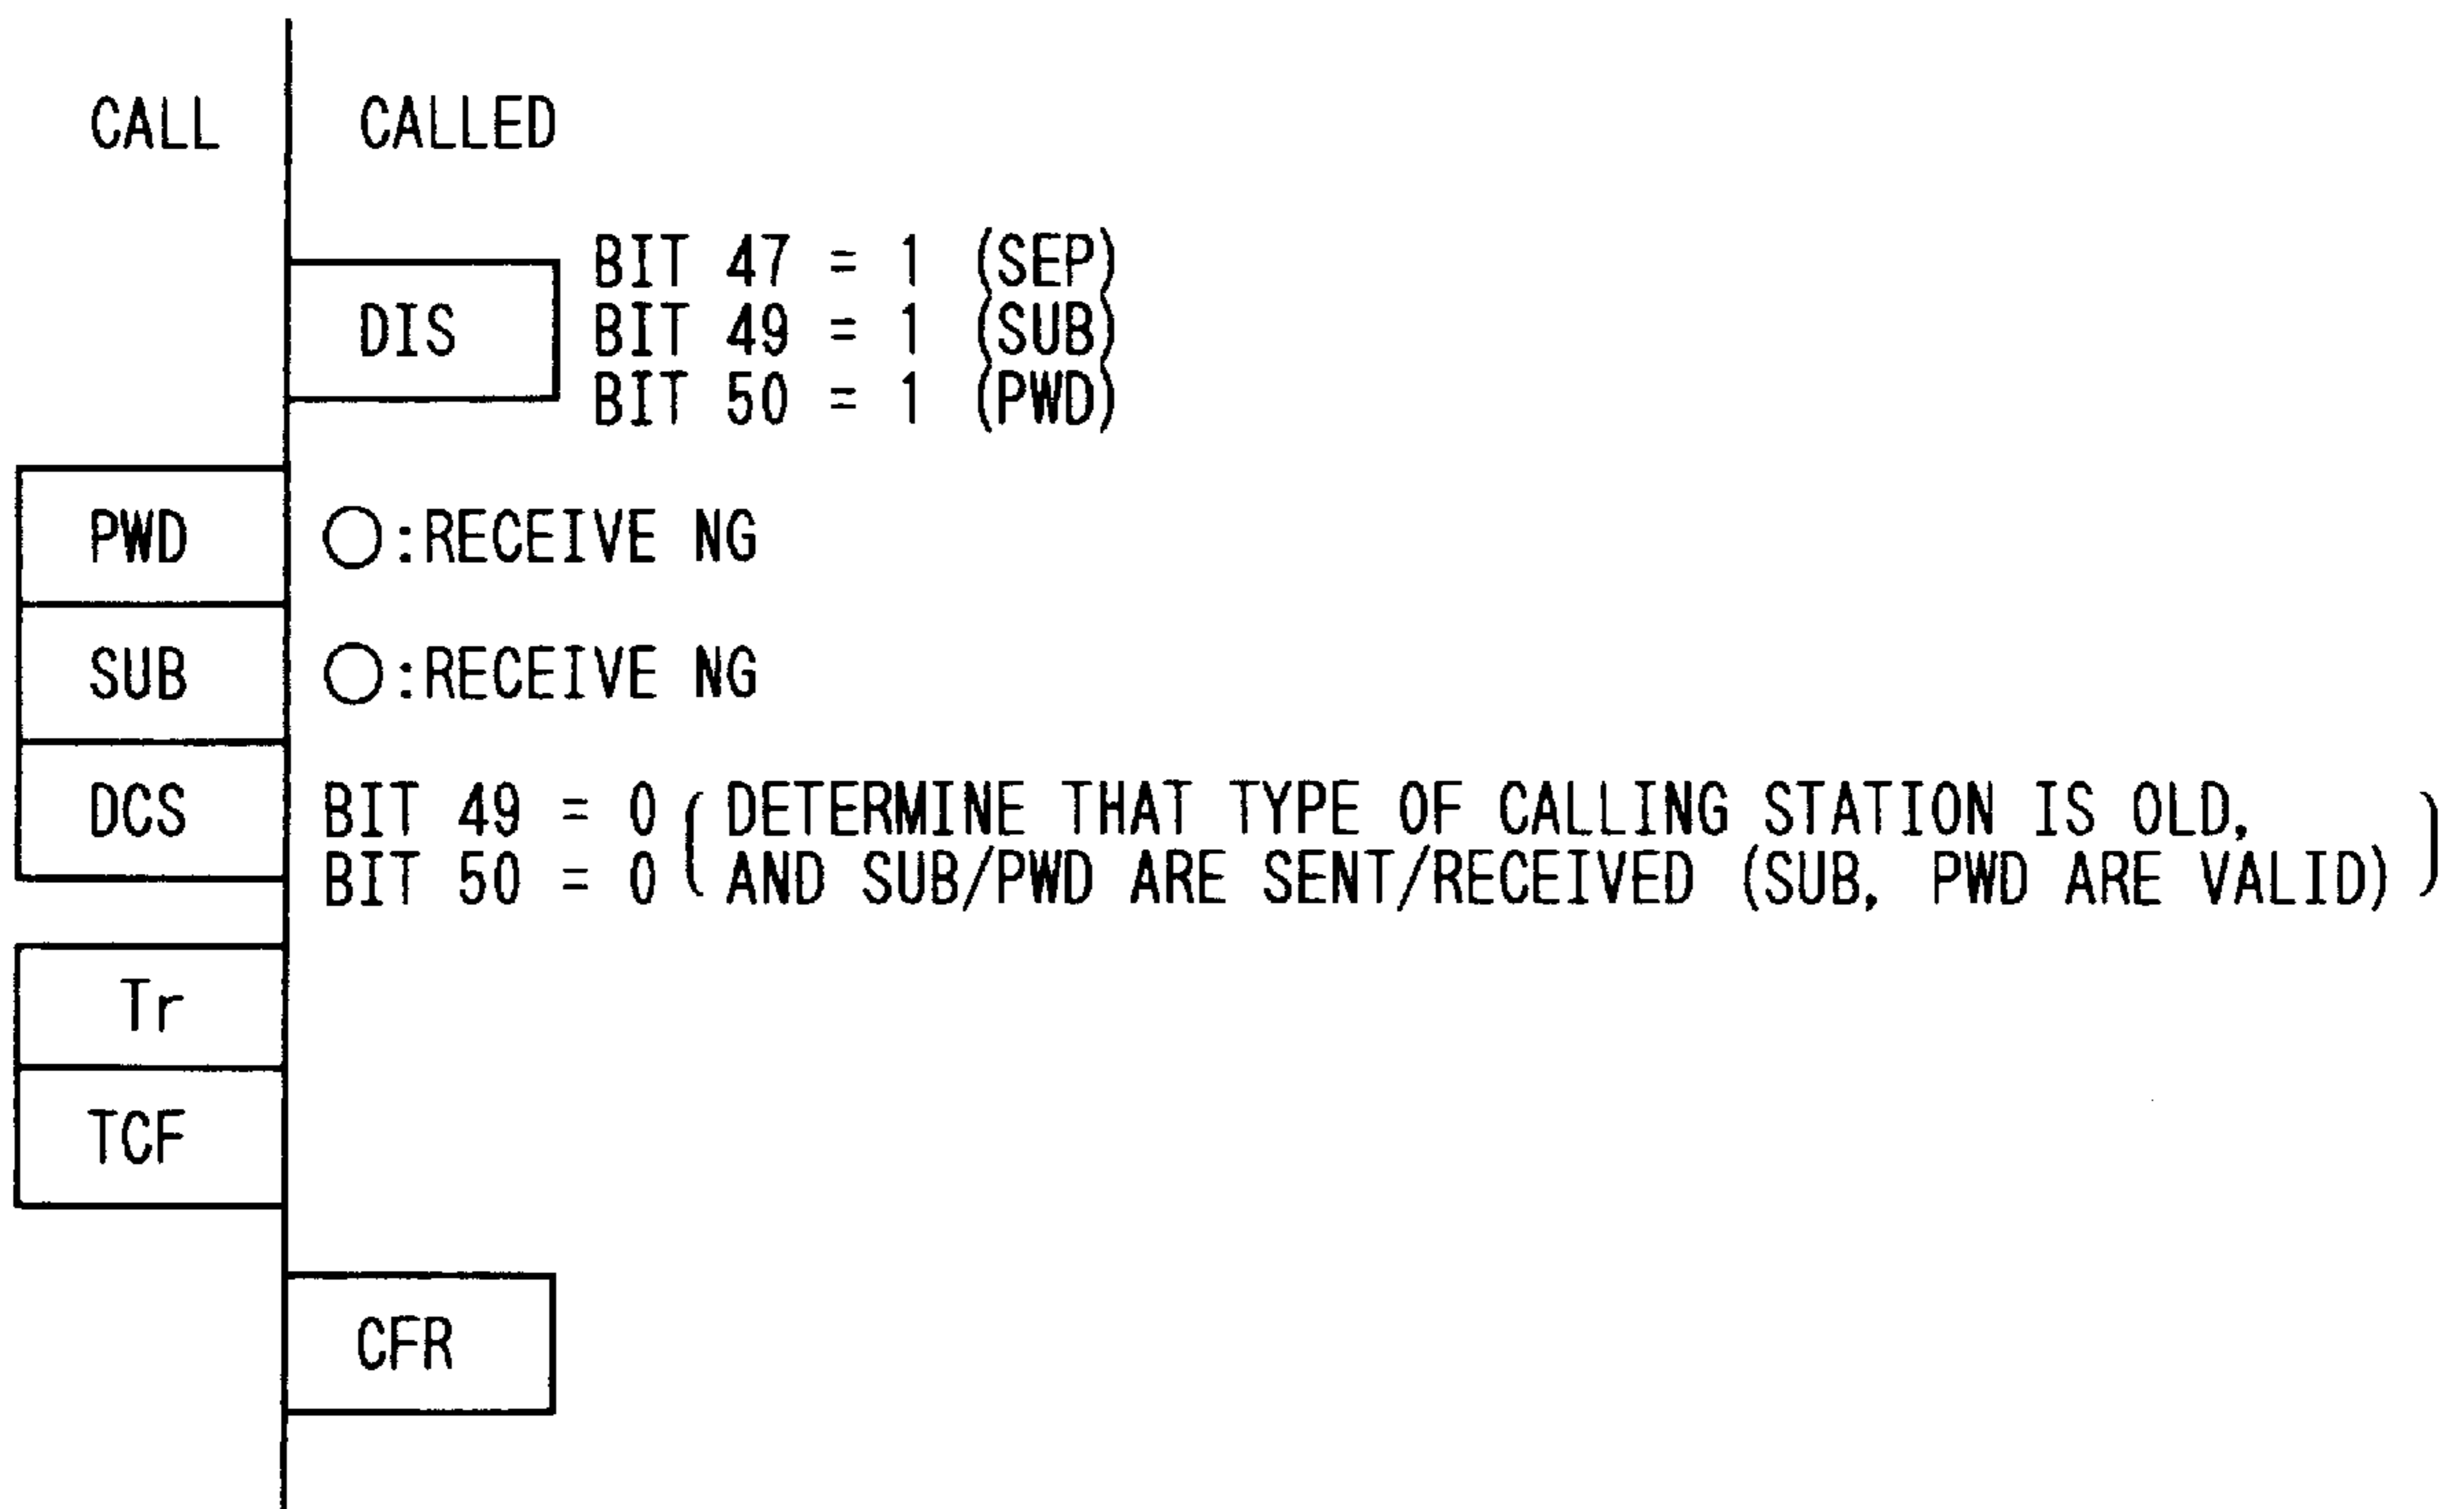 CALL CALLED
BIT 47 = 1 (SEP)
DIS BIT 49 = 1 (SUB)
BIT 50 = 1 (PWD)
PWD ○:RECEIVE NG
SUB ○:RECEIVE NG
DCS BIT 49 = 0 (DETERMINE THAT TYPE OF CALLING STATION IS OLD,
BIT 50 = 0 AND SUB/PWD ARE SENT/RECEIVED (SUB, PWD ARE VALID))
Tr
TCF
CFR